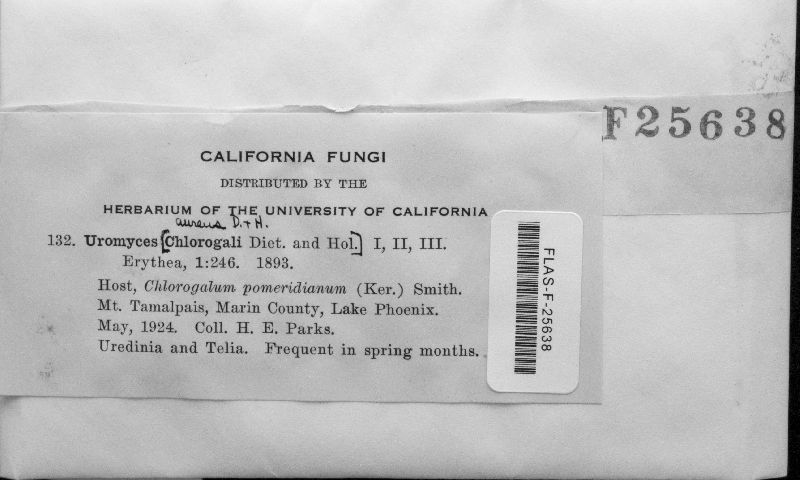 F25638
CALIFORNIA FUNGI
DISTRIBUTED BY THE
HERBARIUM OF THE UNIVERSITY OF CALIFORNIA
aureus D. + H.
132. Uromyces [Chlorogali Diet. and Hol.] I, II, III.
Erythea, 1:246. 1893.
Host, Chlorogalum pomeridianum (Ker.) Smith.
Mt. Tamalpais, Marin County, Lake Phoenix.
May, 1924. Coll. H. E. Parks.
Uredinia and Telia. Frequent in spring months.
FLAS-F-25638